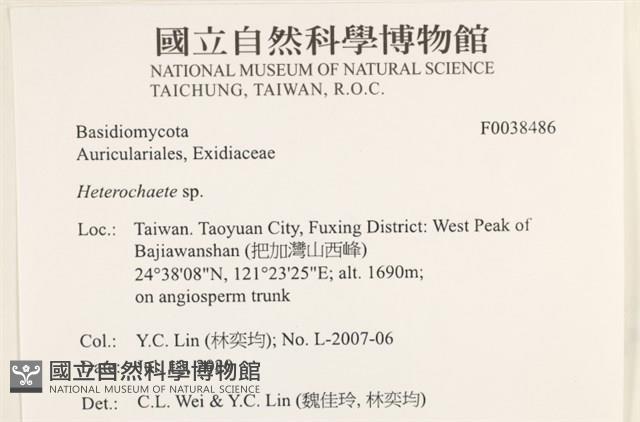 國立自然科學博物館
NATIONAL MUSEUM OF NATURAL SCIENCE
TAICHUNG, TAIWAN, R.O.C.
Basidiomycota F0038486
Auriculariales, Exidiaceae
Heterochaete sp.
Loc.: Taiwan. Taoyuan City, Fuxing District: West Peak of
Bajiawanshan (把加灣山西峰)
24°38'08"N, 121°23'25"E; alt. 1690m;
on angiosperm trunk
Col.: Y.C. Lin (林奕均); No. L-2007-06
國立自然科學博物館
NATIONAL MUSEUM OF NATURAL SCIENCE
Det.: C.L. Wei & Y.C. Lin (魏佳玲, 林奕均)